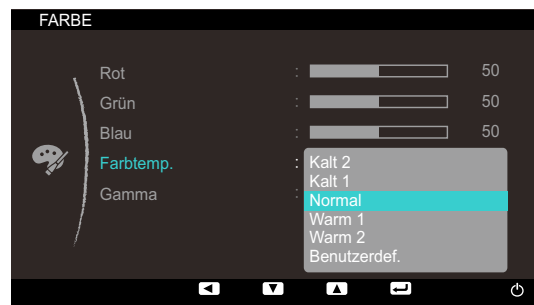 FARBE
Rot : 50
Grün : 50
Blau : 50
Farbtemp. : Kalt 2
Kalt 1
Gamma : Normal
Warm 1
Warm 2
Benutzerdef.